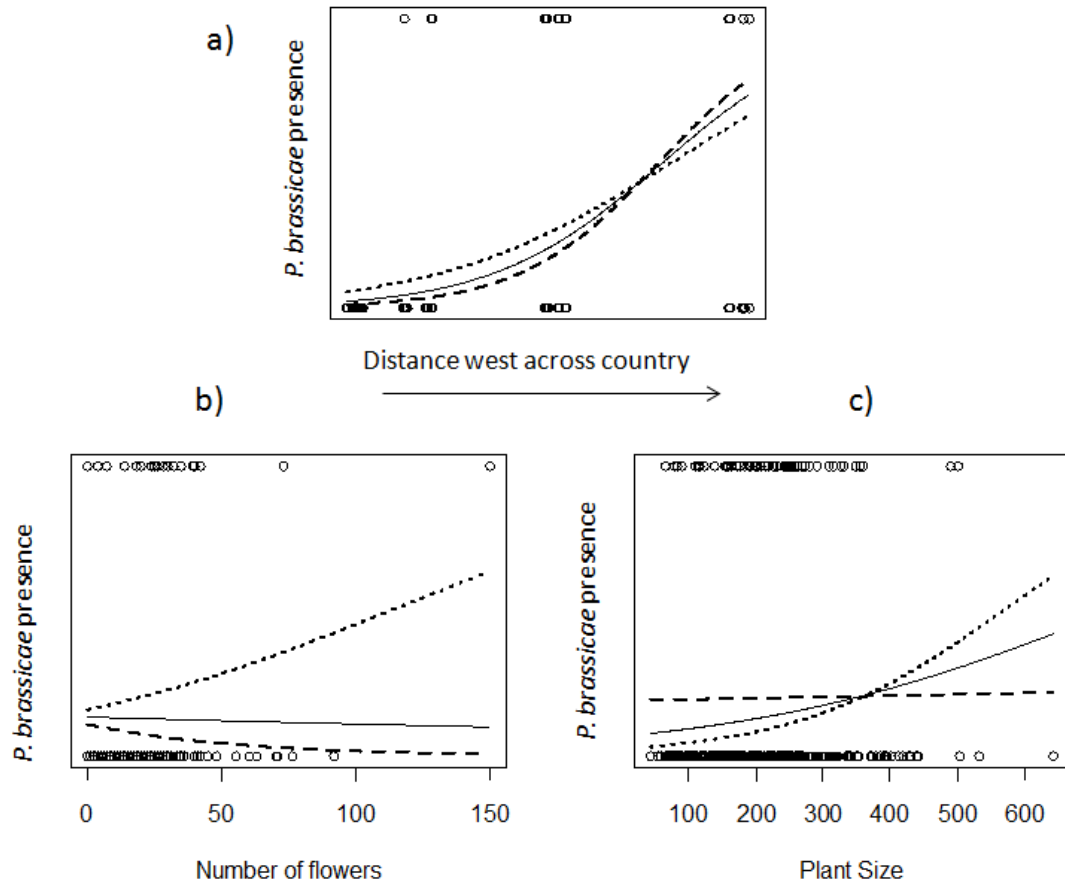 a)
P. brassicae presence
Distance west across country
b)
c)
P. brassicae presence
0 50 100 150
Number of flowers
P. brassicae presence
100 200 300 400 500 600
Plant Size